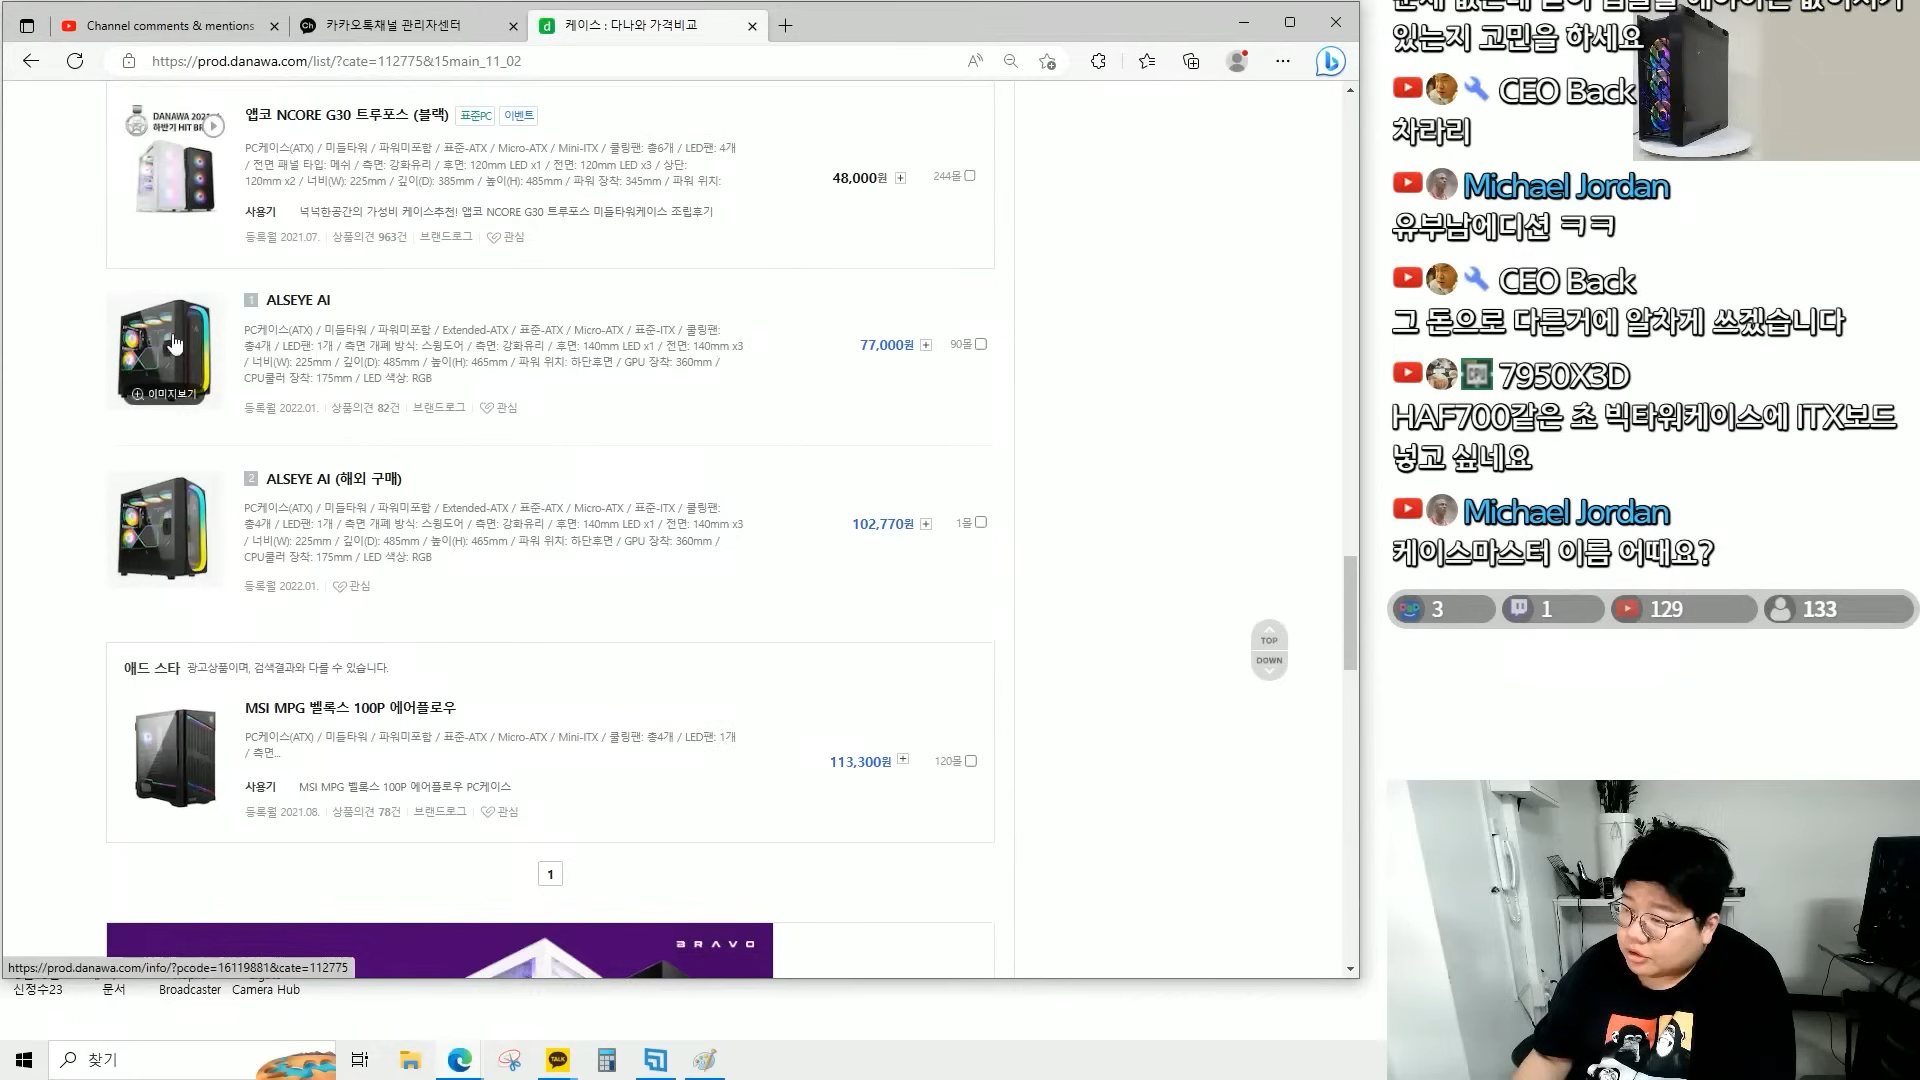 Channel comments & mentions
카카오톡채널 관리자센터
케이스 : 다나와 가격비교
https://prod.danawa.com/list/?cate=112775&15main_11_02
앱코 NCORE G30 트루포스 (블랙) 표준PC 이벤트
PC케이스(ATX) / 미들타워 / 파워미포함 / 표준-ATX / Micro-ATX / Mini-ITX / 쿨링팬: 총6개 / LED팬: 4개
/ 전면 패널 타입: 메쉬 / 측면: 강화유리 / 후면: 120mm LED x1 / 전면: 120mm LED x3 / 상단:
120mm x2 / 너비(W): 225mm / 깊이(D): 385mm / 높이(H): 485mm / 파워 장착: 345mm / 파워 위치:
48,000원
244몰
사용기 넉넉한공간의 가성비 케이스추천! 앱코 NCORE G30 트루포스 미들타워케이스 조립후기
등록월 2021.07. 상품의견 963건 브랜드로그 관심
1 ALSEYE AI
PC케이스(ATX) / 미들타워 / 파워미포함 / Extended-ATX / 표준-ATX / Micro-ATX / 표준-ITX / 쿨링팬:
총4개 / LED팬: 1개 / 측면 개폐 방식: 스윙도어 / 측면: 강화유리 / 후면: 140mm LED x1 / 전면: 140mm x3
/ 너비(W): 225mm / 깊이(D): 485mm / 높이(H): 465mm / 파워 위치: 하단후면 / GPU 장착: 360mm /
CPU쿨러 장착: 175mm / LED 색상: RGB
77,000원
90몰
이미지보기
등록월 2022.01. 상품의견 82건 브랜드로그 관심
2 ALSEYE AI (해외 구매)
PC케이스(ATX) / 미들타워 / 파워미포함 / Extended-ATX / 표준-ATX / Micro-ATX / 표준-ITX / 쿨링팬:
총4개 / LED팬: 1개 / 측면 개폐 방식: 스윙도어 / 측면: 강화유리 / 후면: 140mm LED x1 / 전면: 140mm x3
/ 너비(W): 225mm / 깊이(D): 485mm / 높이(H): 465mm / 파워 위치: 하단후면 / GPU 장착: 360mm /
CPU쿨러 장착: 175mm / LED 색상: RGB
102,770원
1몰
등록월 2022.01. 관심
애드 스타 광고상품이며, 검색결과와 다를 수 있습니다.
MSI MPG 벨록스 100P 에어플로우
PC케이스(ATX) / 미들타워 / 파워미포함 / 표준-ATX / Micro-ATX / Mini-ITX / 쿨링팬: 총4개 / LED팬: 1개
/ 측면...
113,300원
120몰
사용기 MSI MPG 벨록스 100P 에어플로우 PC케이스
등록월 2021.08. 상품의견 78건 브랜드로그 관심
1
TOP
DOWN
BRAVO
https://prod.danawa.com/info/?pcode=16119881&cate=112775
신정수23 문서 Broadcaster Camera Hub
찾기
TALK
있는지 고민을 하세요
CEO Back
차라리
Michael Jordan
유부남에디션 ㅋㅋ
CEO Back
그 돈으로 다른거에 알차게 쓰겠습니다
CPU 7950X3D
HAF700같은 초 빅타워케이스에 ITX보드
넣고 싶네요
Michael Jordan
케이스마스터 이름 어때요?
3 1 129 133